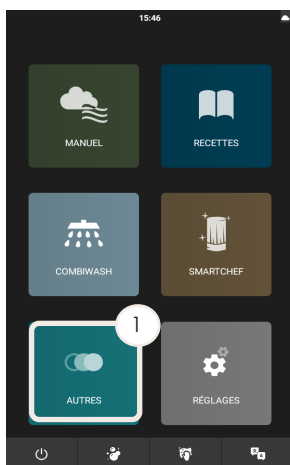 15:46
MANUEL
RECETTES
COMBIWASH
SMARTCHEF
1
AUTRES
RÉGLAGES